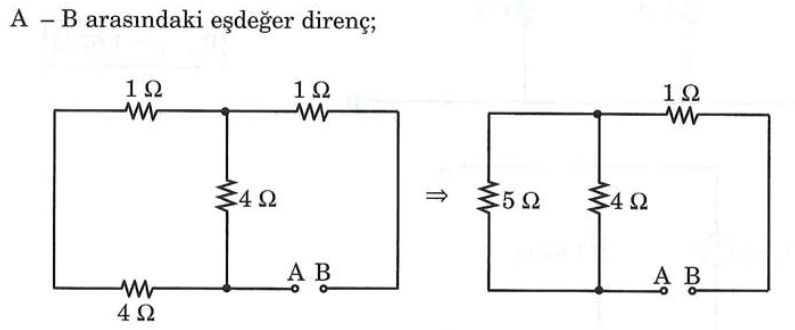 A – B arasındaki eşdeğer direnç;
1 Ω
1 Ω
4 Ω
A B
4 Ω
⇒
1 Ω
5 Ω
4 Ω
A B